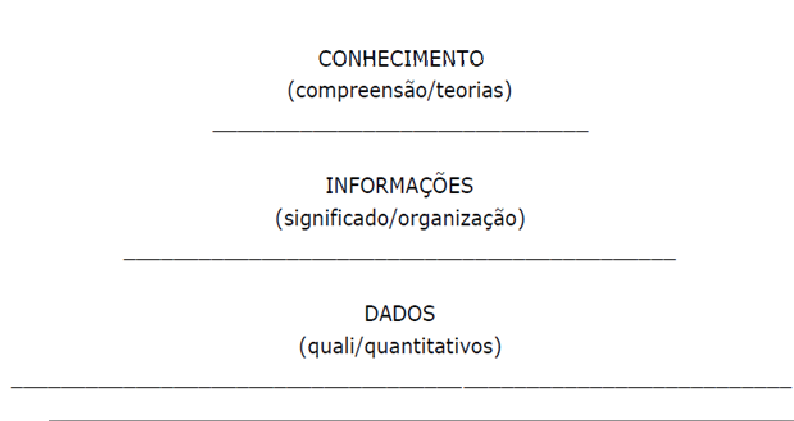 CONHECIMENTO
(compreensão/teorias)
INFORMAÇÕES
(significado/organização)
DADOS
(quali/quantitativos)